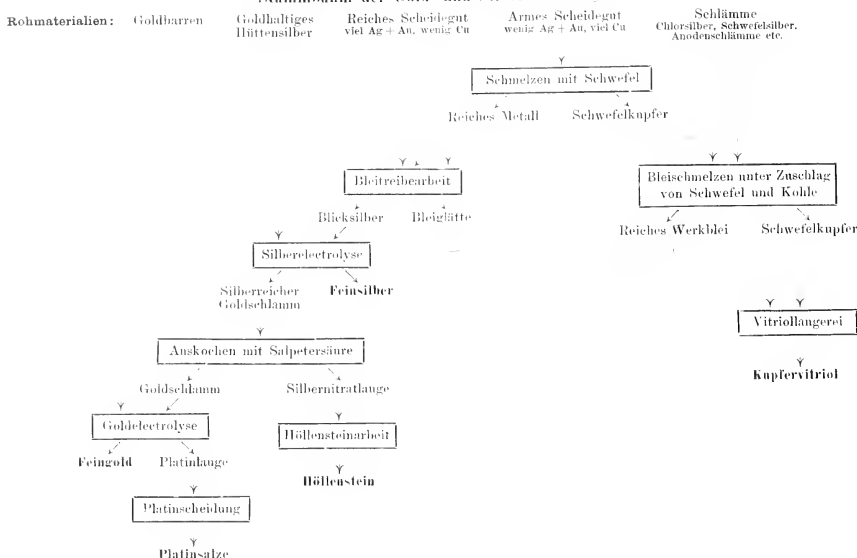 Rohmaterialien: Goldbarren Goldhaltiges Reiches Scheidegut Armes Scheidegut Schlämme
Hüttensilber viel Ag + Au, wenig Cu wenig Ag + Au, viel Cu Chlorsilber, Schwefelsilber,
Anodenschlämme etc.
Schmelzen mit Schwefel
Reiches Metall Schwefelkupfer
Bleitreibearbeit
Bleischmelzen unter Zuschlag
von Schwefel und Kohle
Blicksilber Bleiglätte
Reiches Werkblei Schwefelkupfer
Silberelectrolyse
Silberreicher Feinsilber
Goldschlamm
Vitriollaugerei
Auskochen mit Salpetersäure
Kupfervitriol
Goldschlamm Silbernitratlauge
Goldelectrolyse
Höllensteinarbeit
Feingold Platinlauge
Höllenstein
Platinscheidung
Platinsalze